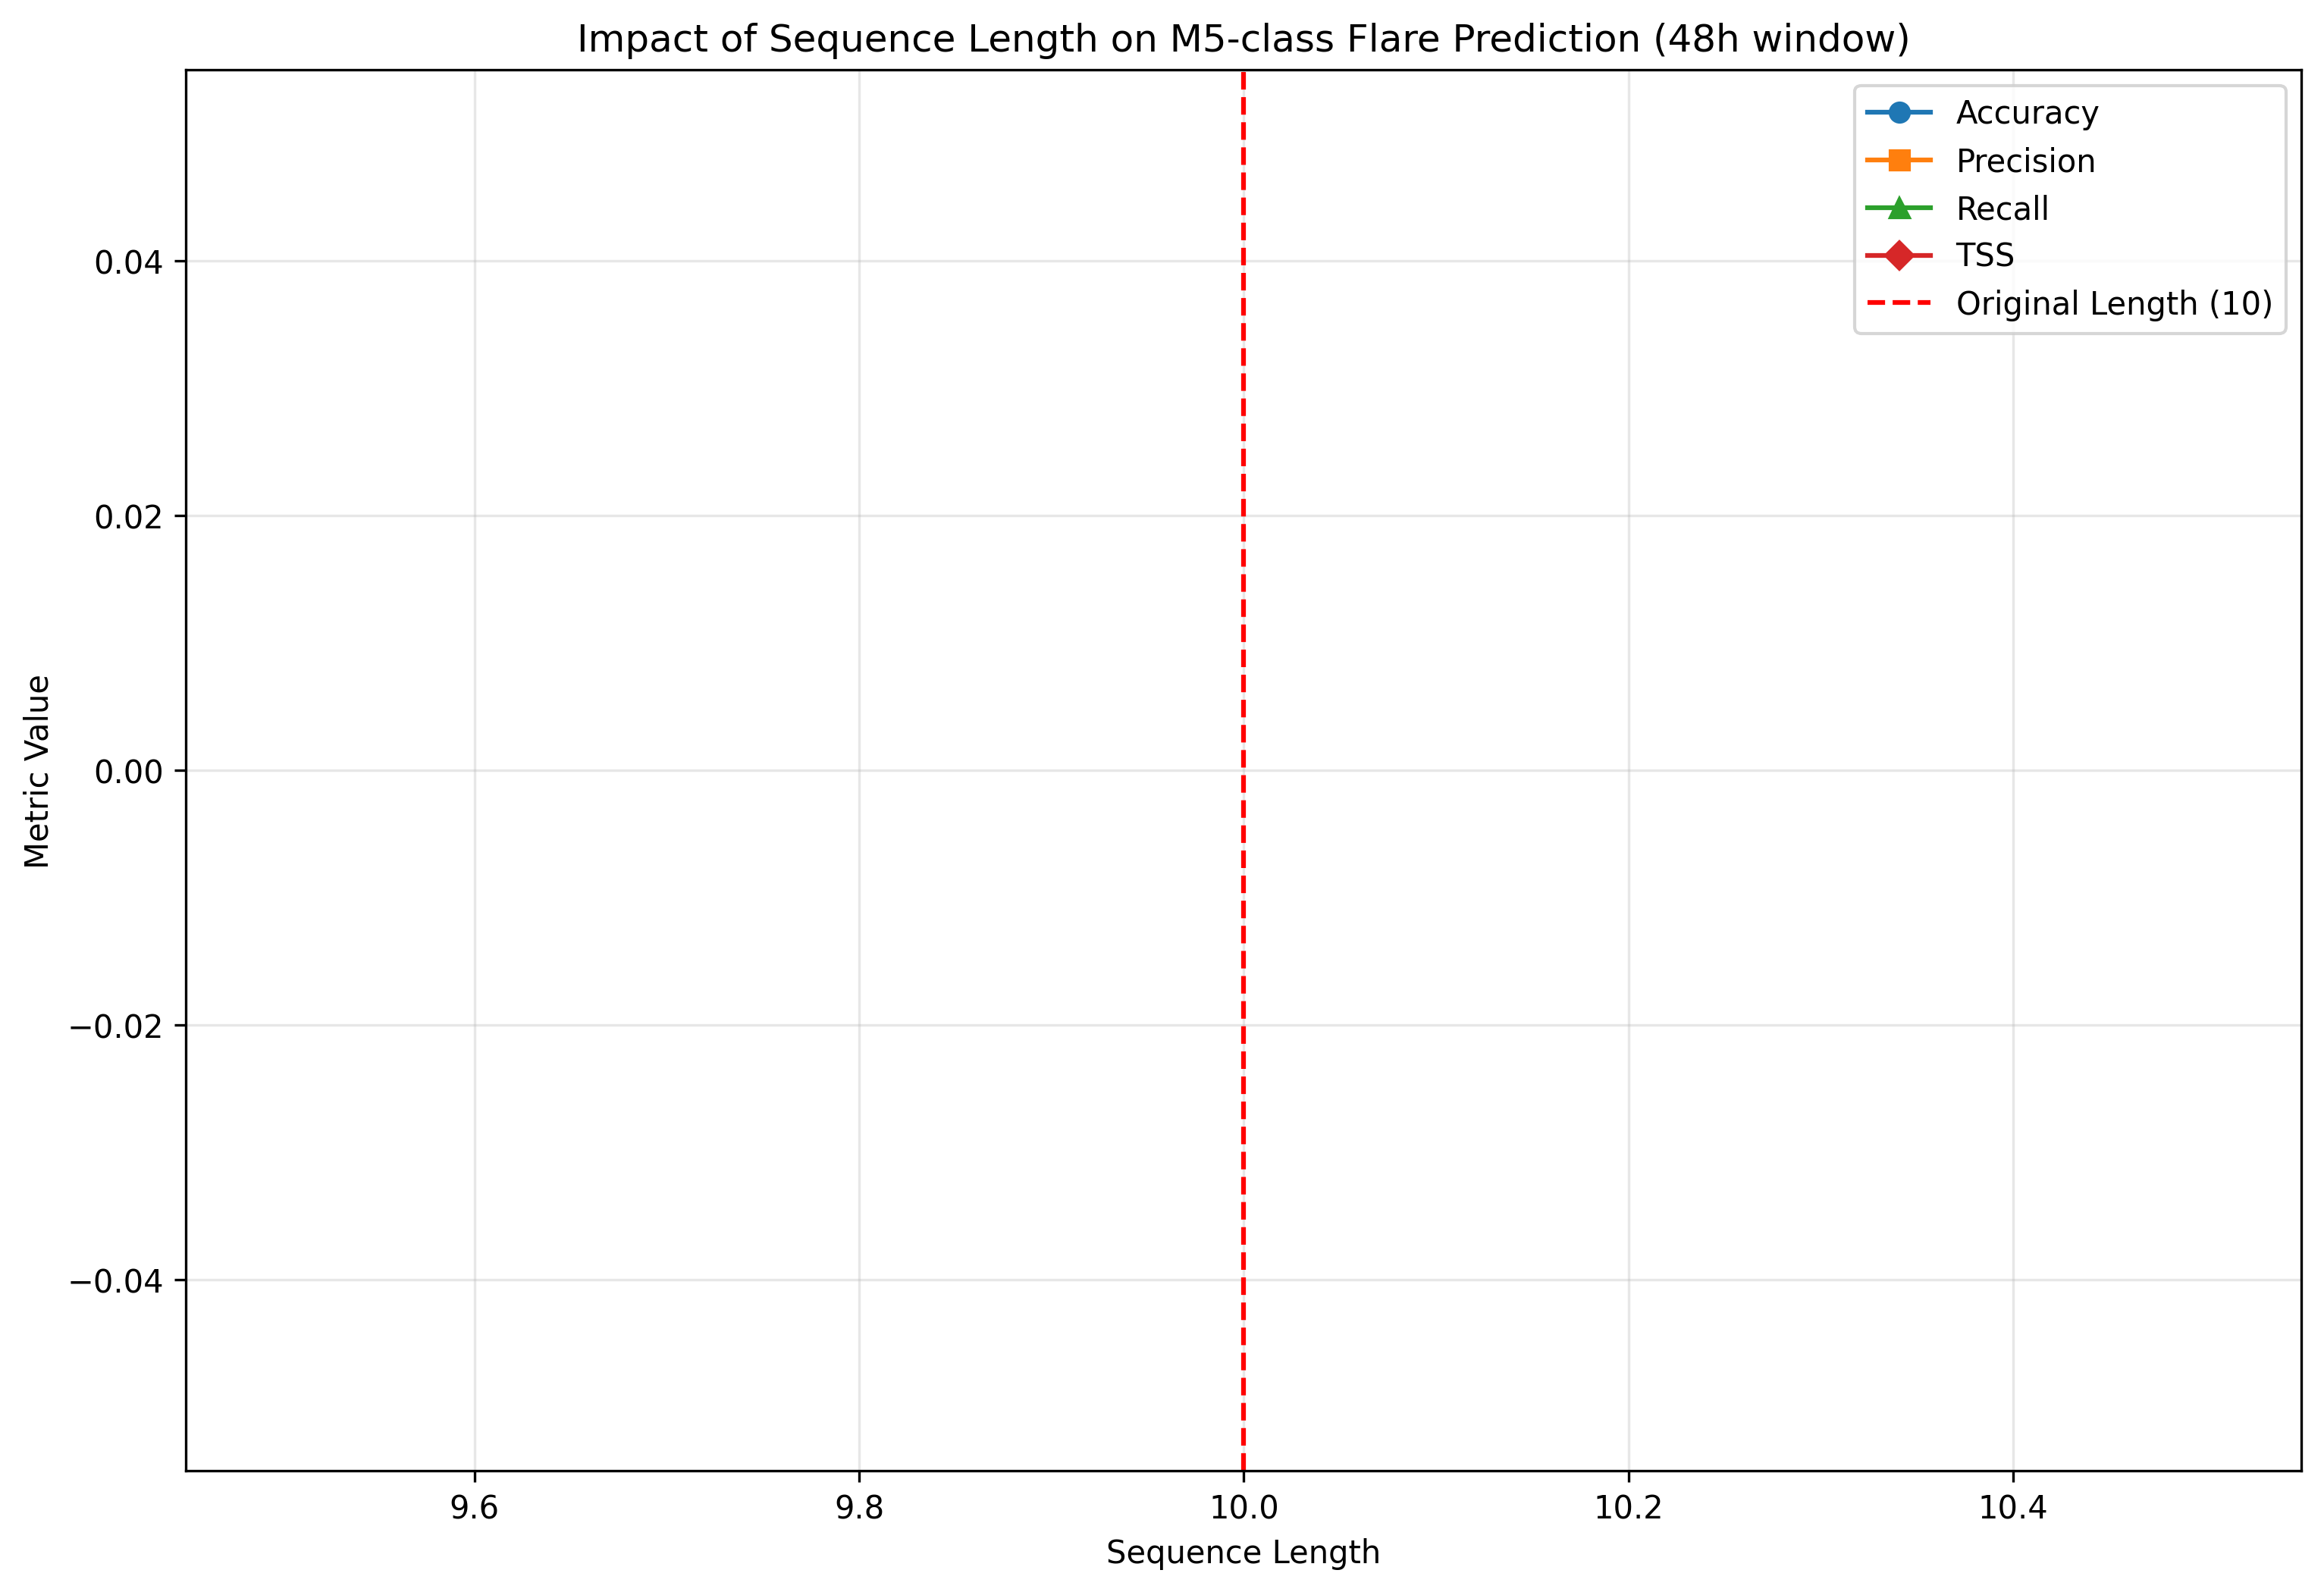 Impact of Sequence Length on M5-class Flare Prediction (48h window)
Accuracy
Precision
Recall
TSS
Original Length (10)
Metric Value
0.04
0.02
0.00
−0.02
−0.04
9.6
9.8
10.0
10.2
10.4
Sequence Length